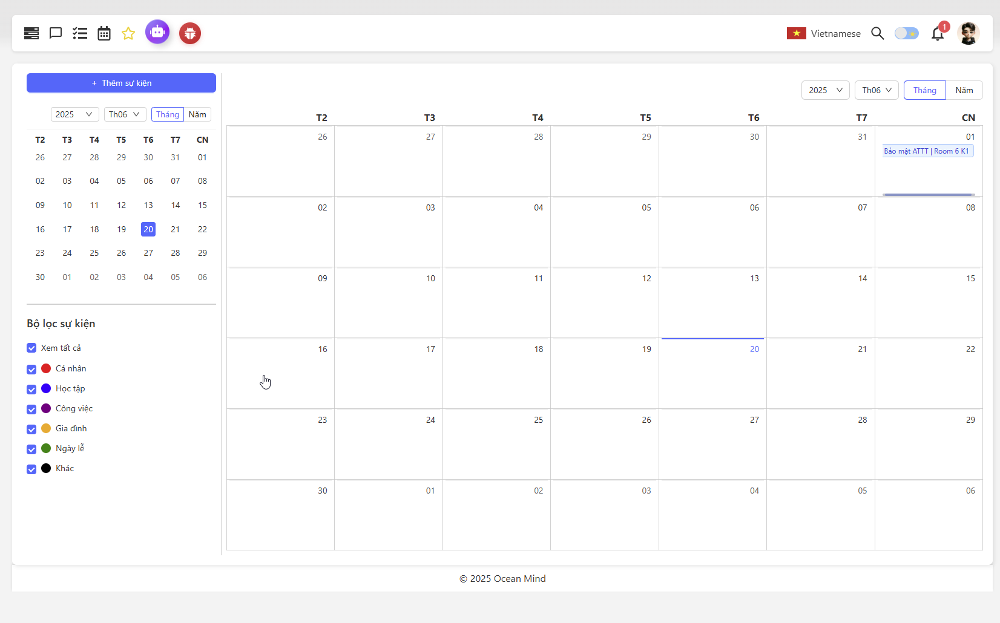 Vietnamese
1
+ Thêm sự kiện
2025 Th06 Tháng Năm
T2 T3 T4 T5 T6 T7 CN
26 27 28 29 30 31 01
02 03 04 05 06 07 08
09 10 11 12 13 14 15
16 17 18 19 20 21 22
23 24 25 26 27 28 29
30 01 02 03 04 05 06
Bộ lọc sự kiện
Xem tất cả
Cá nhân
Học tập
Công việc
Gia đình
Ngày lễ
Khác
2025 Th06 Tháng Năm
T2 T3 T4 T5 T6 T7 CN
26 27 28 29 30 31 01
Bảo mật ATTT | Room 6 K1
02 03 04 05 06 07 08
09 10 11 12 13 14 15
16 17 18 19 20 21 22
23 24 25 26 27 28 29
30 01 02 03 04 05 06
© 2025 Ocean Mind